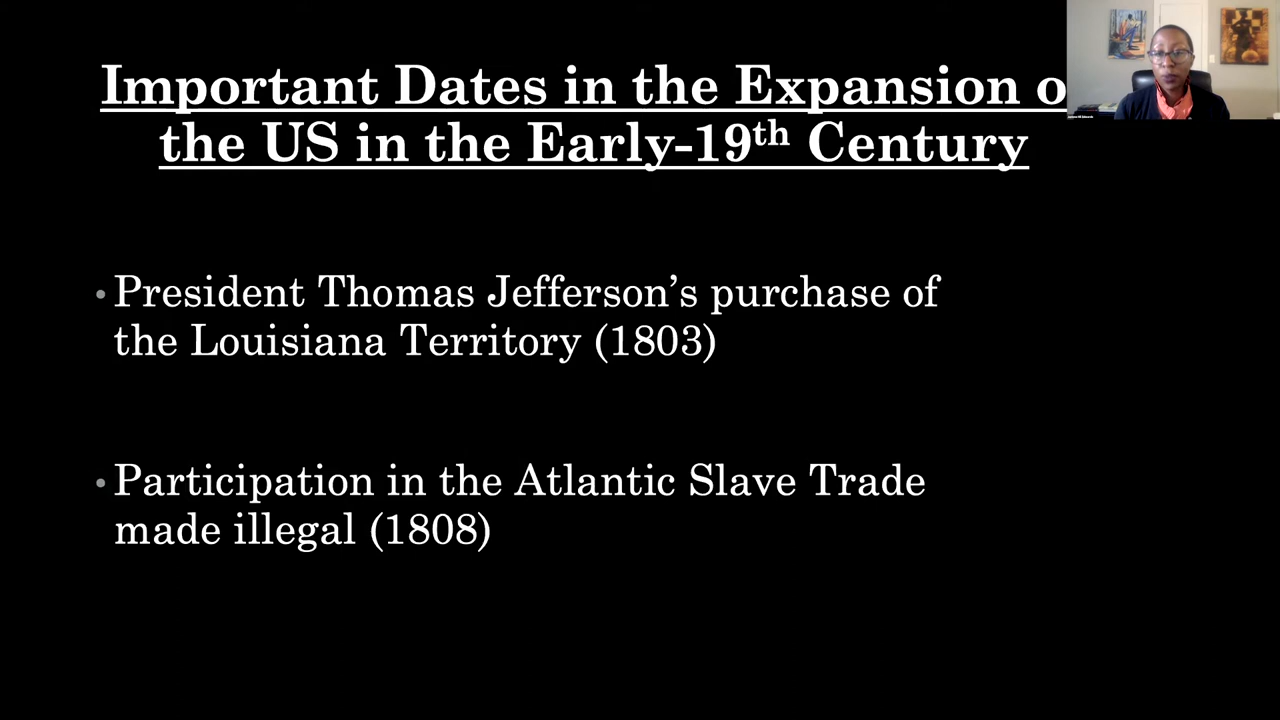 Important Dates in the Expansion o
the US in the Early-19th Century
• President Thomas Jefferson’s purchase of
the Louisiana Territory (1803)
• Participation in the Atlantic Slave Trade
made illegal (1808)